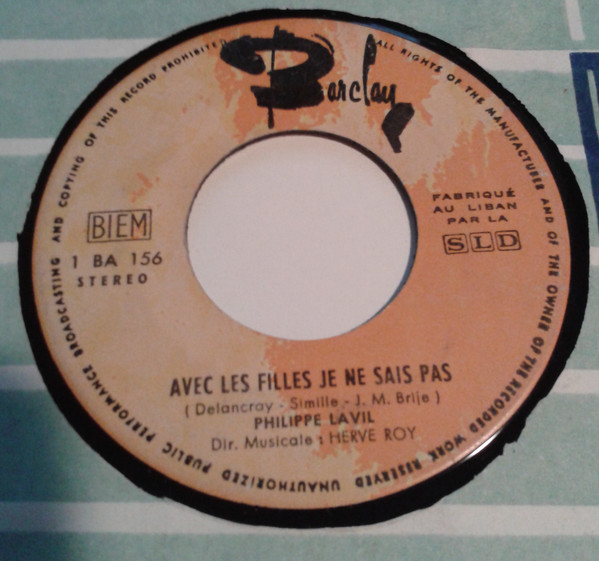 Barclay
UNAUTHORIZED PUBLIC PERFORMANCE BROADCASTING AND COPYING OF THIS RECORD PROHIBITED
ALL RIGHTS OF THE MANUFACTURER AND OF THE OWNER OF THE RECORDED WORK RESERVED
BIEM
1 BA 156
STEREO
FABRIQUÉ
AU LIBAN
PAR LA
SLD
AVEC LES FILLES JE NE SAIS PAS
( Delancray - Simille - J. M. Brije )
PHILIPPE LAVIL
Dir. Musicale : HERVE ROY